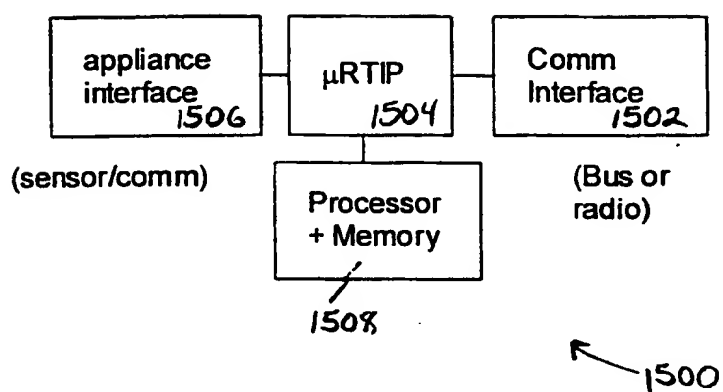 appliance
interface
1506
μRTIP
1504
Comm
Interface
1502
(sensor/comm)
(Bus or
radio)
Processor
+ Memory
1508
1500